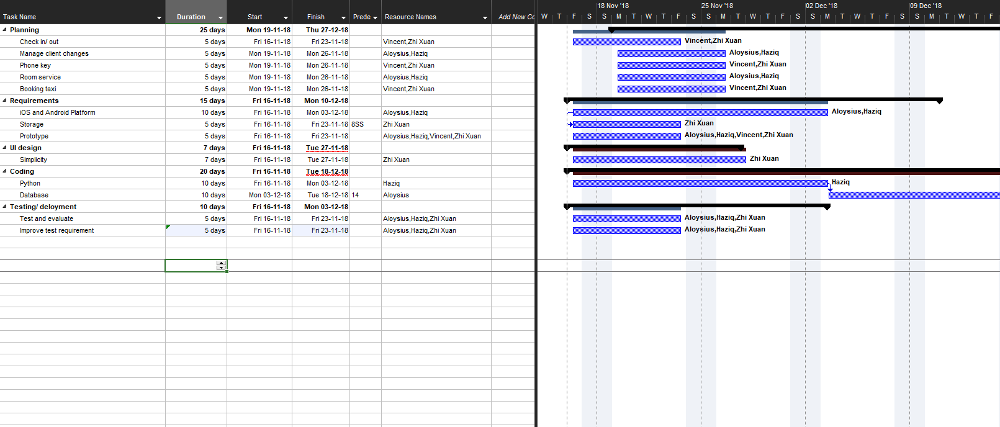 Task Name Duration Start Finish Prede Resource Names Add New Co
18 Nov '18 25 Nov '18 02 Dec '18 09 Dec '18
W T F S S M T W T F S S M T W T F S S M T W T F S S M T W T F
Planning 25 days Mon 19-11-18 Thu 27-12-18
Check in/ out 5 days Fri 16-11-18 Fri 23-11-18 Vincent,Zhi Xuan Vincent,Zhi Xuan
Manage client changes 5 days Mon 19-11-18 Mon 26-11-18 Aloysius,Haziq Aloysius,Haziq
Phone key 5 days Mon 19-11-18 Mon 26-11-18 Vincent,Zhi Xuan Vincent,Zhi Xuan
Room service 5 days Mon 19-11-18 Mon 26-11-18 Aloysius,Haziq Aloysius,Haziq
Booking taxi 5 days Mon 19-11-18 Mon 26-11-18 Vincent,Zhi Xuan Vincent,Zhi Xuan
Requirements 15 days Fri 16-11-18 Mon 10-12-18
iOS and Android Platform 10 days Fri 16-11-18 Mon 03-12-18 Aloysius,Haziq Aloysius,Haziq
Storage 5 days Fri 16-11-18 Fri 23-11-18 8SS Zhi Xuan Zhi Xuan
Prototype 5 days Fri 16-11-18 Fri 23-11-18 Aloysius,Haziq,Vincent,Zhi Xuan Aloysius,Haziq,Vincent,Zhi Xuan
UI design 7 days Fri 16-11-18 Tue 27-11-18
Simplicity 7 days Fri 16-11-18 Tue 27-11-18 Zhi Xuan Zhi Xuan
Coding 20 days Fri 16-11-18 Tue 18-12-18
Python 10 days Fri 16-11-18 Mon 03-12-18 Haziq Haziq
Database 10 days Mon 03-12-18 Tue 18-12-18 14 Aloysius
Testing/ deloyment 10 days Fri 16-11-18 Mon 03-12-18
Test and evaluate 5 days Fri 16-11-18 Fri 23-11-18 Aloysius,Haziq,Zhi Xuan Aloysius,Haziq,Zhi Xuan
Improve test requirement 5 days Fri 16-11-18 Fri 23-11-18 Aloysius,Haziq,Zhi Xuan Aloysius,Haziq,Zhi Xuan